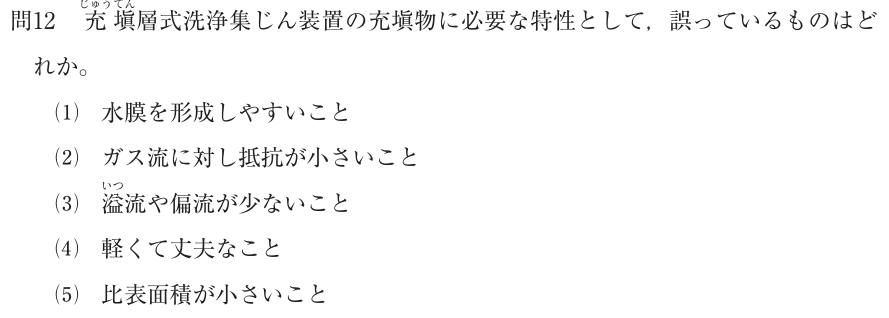 問12　充塡層式洗浄集じん装置の充塡物に必要な特性として，誤っているものはど
れか。
(1)　水膜を形成しやすいこと
(2)　ガス流に対し抵抗が小さいこと
(3)　溢流や偏流が少ないこと
(4)　軽くて丈夫なこと
(5)　比表面積が小さいこと